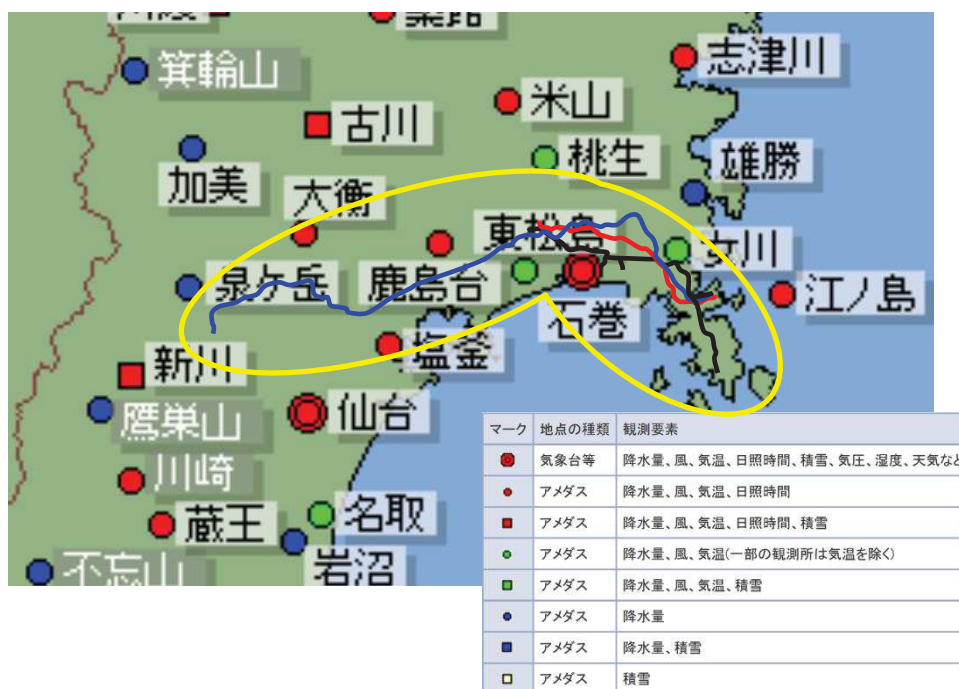 志津川
箕輪山
米山
古川
桃生
雄勝
加美
大衡
東松島
女川
泉ケ岳
鹿島台
江ノ島
石巻
新川
塩釜
鷹巣山
仙台
川崎
名取
蔵王
岩沼
不忘山
マーク 地点の種類 観測要素
気象台等 降水量、風、気温、日照時間、積雪、気圧、湿度、天気など
アメダス 降水量、風、気温、日照時間
アメダス 降水量、風、気温、日照時間、積雪
アメダス 降水量、風、気温(一部の観測所は気温を除く)
アメダス 降水量、風、気温、積雪
アメダス 降水量
アメダス 降水量、積雪
アメダス 積雪